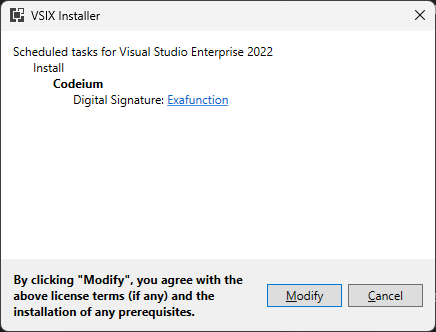 VSIX Installer
Scheduled tasks for Visual Studio Enterprise 2022
Install
Codeium
Digital Signature: Exafunction
By clicking "Modify", you agree with the
above license terms (if any) and the
installation of any prerequisites.
Modify
Cancel